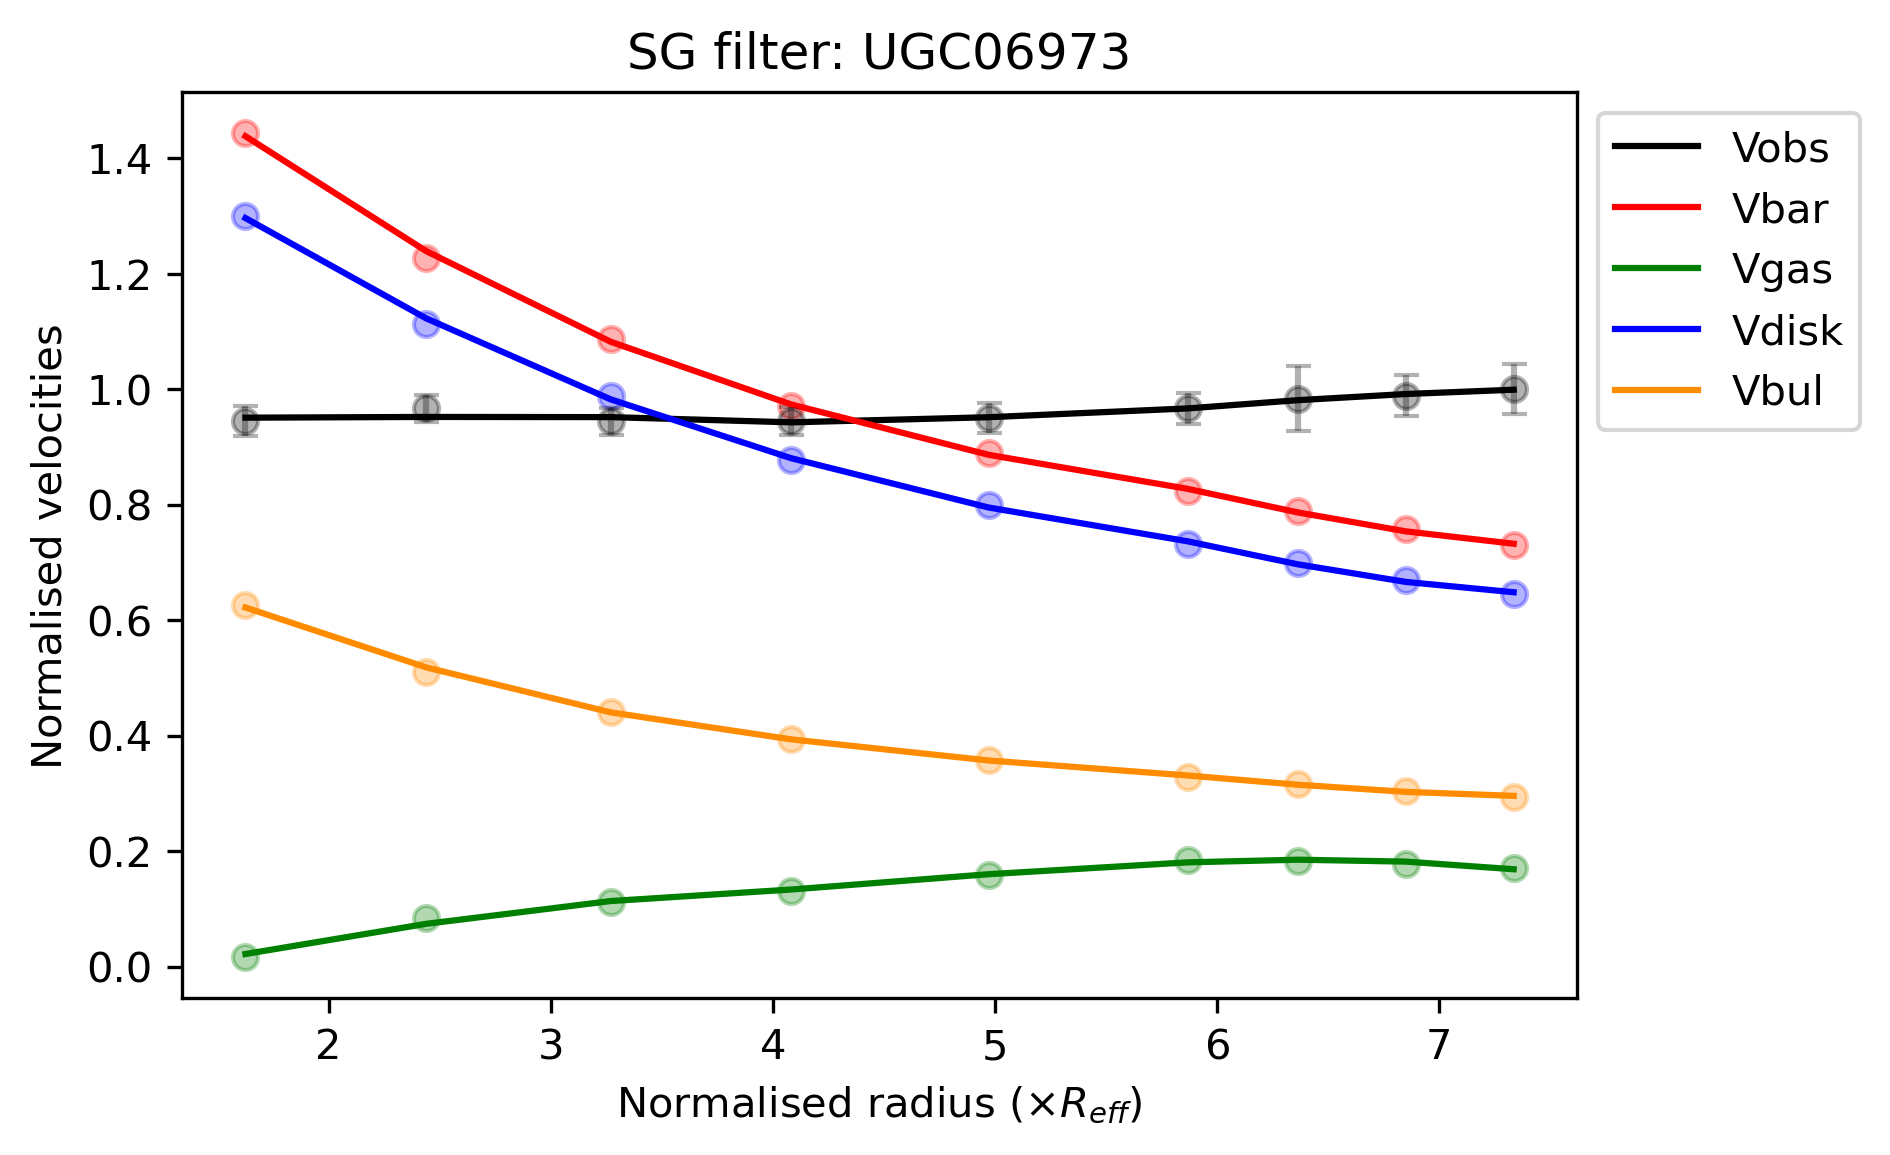 SG filter: UGC06973
Normalised velocities
1.4
1.2
1.0
0.8
0.6
0.4
0.2
0.0
2 3 4 5 6 7
Normalised radius (×R_eff)
Vobs
Vbar
Vgas
Vdisk
Vbul